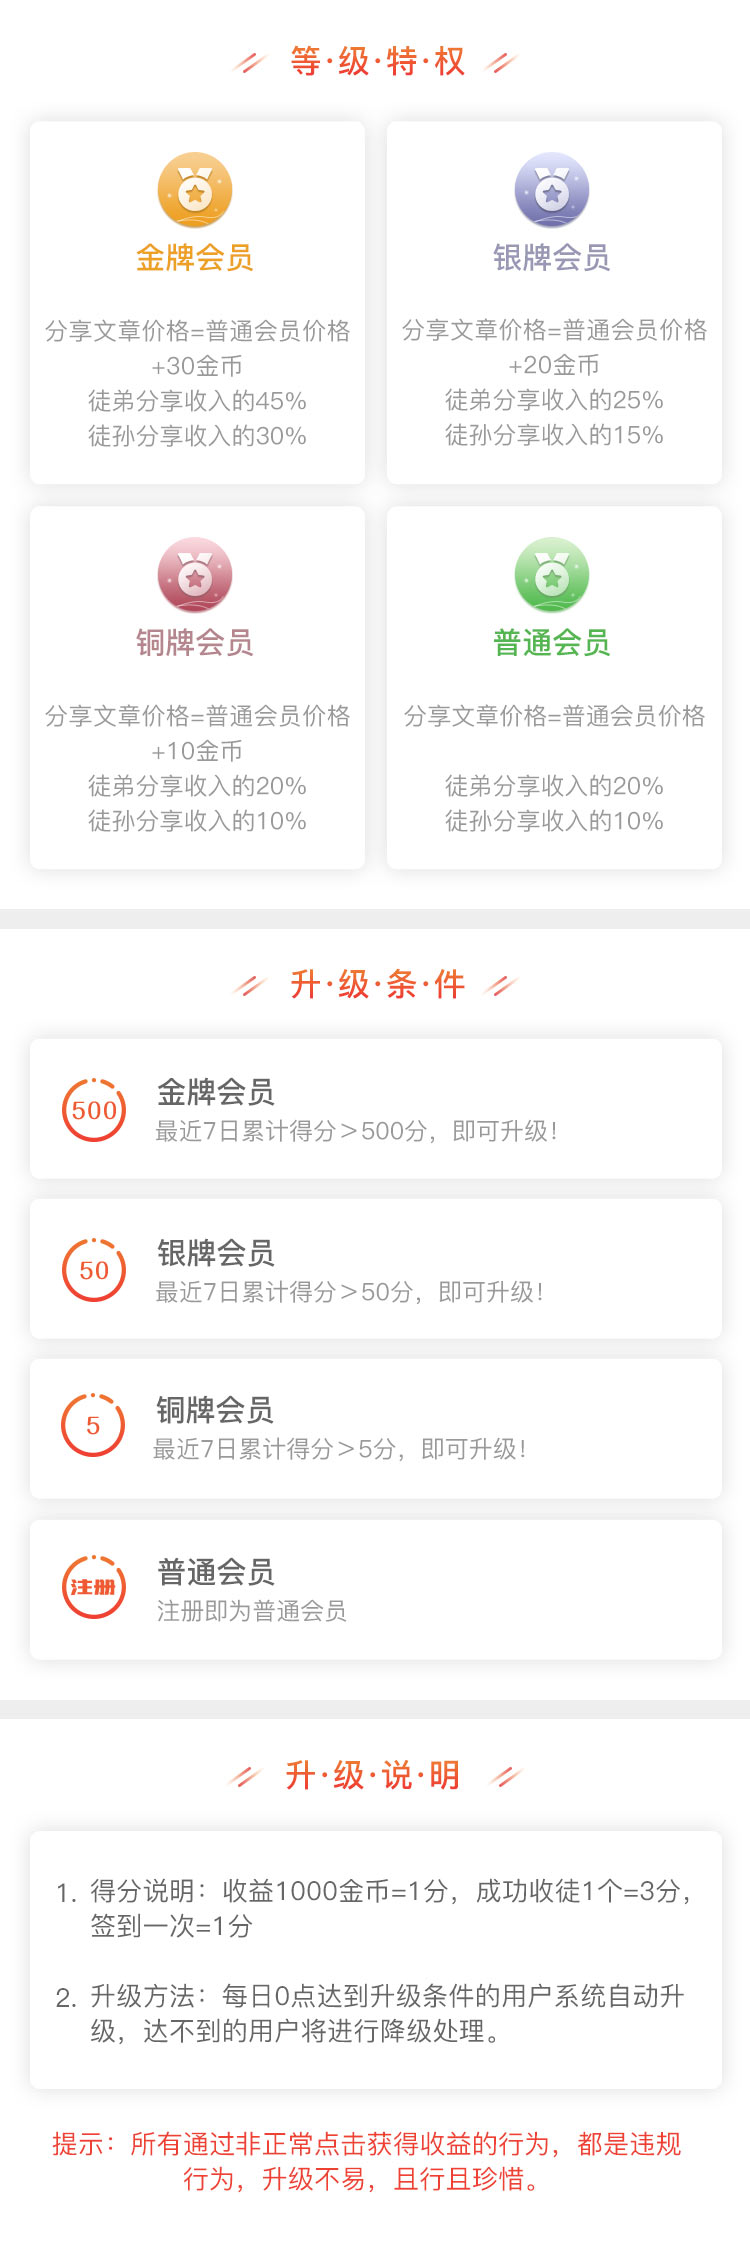 等·级·特·权
金牌会员
分享文章价格=普通会员价格
+30金币
徒弟分享收入的45%
徒孙分享收入的30%
银牌会员
分享文章价格=普通会员价格
+20金币
徒弟分享收入的25%
徒孙分享收入的15%
铜牌会员
分享文章价格=普通会员价格
+10金币
徒弟分享收入的20%
徒孙分享收入的10%
普通会员
分享文章价格=普通会员价格
徒弟分享收入的20%
徒孙分享收入的10%
升·级·条·件
500
金牌会员
最近7日累计得分＞500分，即可升级！
50
银牌会员
最近7日累计得分＞50分，即可升级！
5
铜牌会员
最近7日累计得分＞5分，即可升级！
注册
普通会员
注册即为普通会员
升·级·说·明
1. 得分说明：收益1000金币=1分，成功收徒1个=3分，
签到一次=1分
2. 升级方法：每日0点达到升级条件的用户系统自动升
级，达不到的用户将进行降级处理。
提示：所有通过非正常点击获得收益的行为，都是违规
行为，升级不易，且行且珍惜。